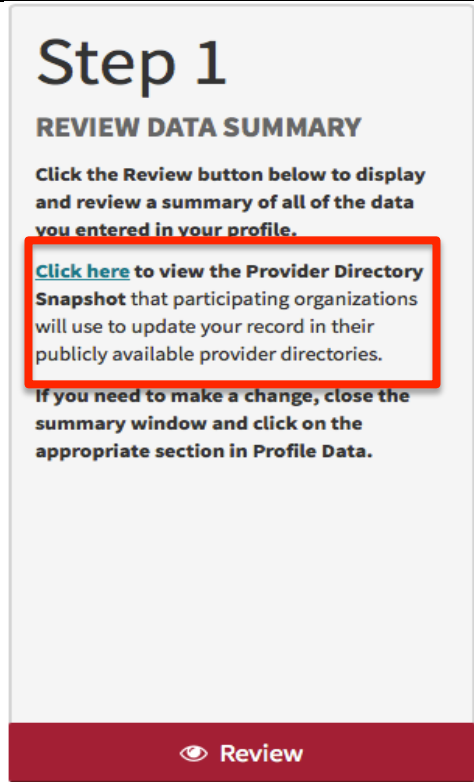 Step 1
REVIEW DATA SUMMARY
Click the Review button below to display
and review a summary of all of the data
you entered in your profile.
Click here to view the Provider Directory
Snapshot that participating organizations
will use to update your record in their
publicly available provider directories.
If you need to make a change, close the
summary window and click on the
appropriate section in Profile Data.
Review